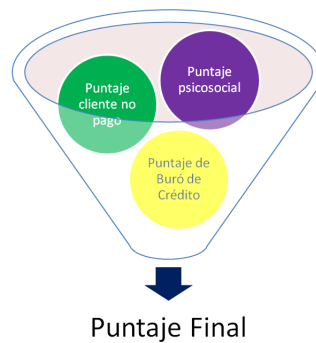 Puntaje
cliente no
pagó
Puntaje
psicosocial
Puntaje de
Buró de
Crédito
Puntaje Final